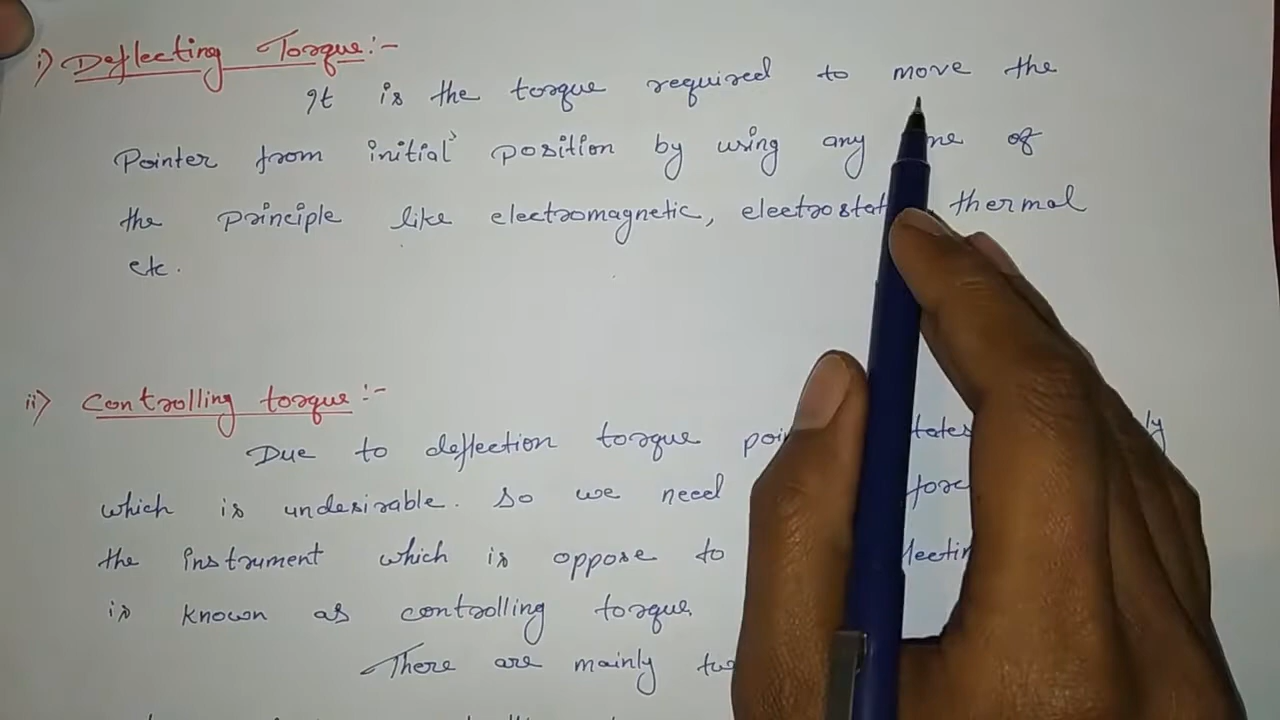 i) Deflecting Torque:-
It is the torque required to move the
Pointer from initial position by using any of
the principle like electromagnetic, thermal
etc.
ii) Controlling torque:-
Due to deflection torque
which is undesirable. So we need
the instrument which is oppose to
is known as controlling torque.
There are mainly